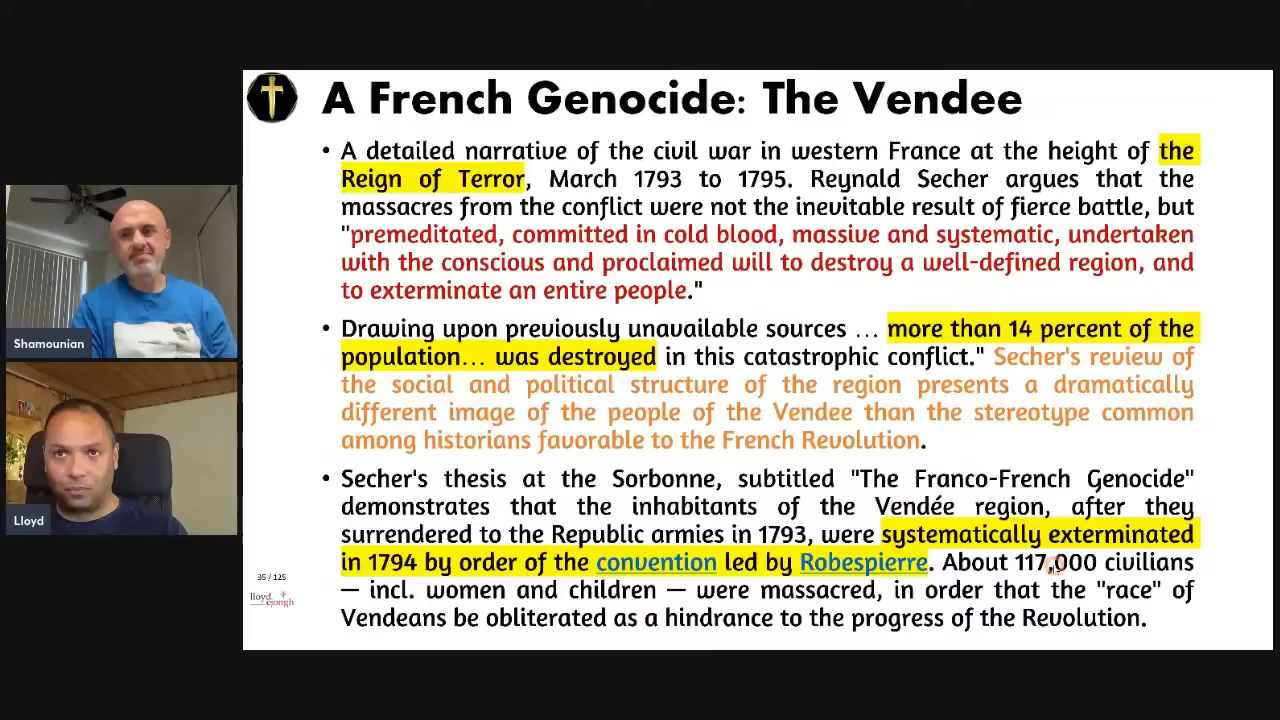 A French Genocide: The Vendee
• A detailed narrative of the civil war in western France at the height of the
Reign of Terror, March 1793 to 1795. Reynald Secher argues that the
massacres from the conflict were not the inevitable result of fierce battle, but
"premeditated, committed in cold blood, massive and systematic, undertaken
with the conscious and proclaimed will to destroy a well-defined region, and
to exterminate an entire people."
• Drawing upon previously unavailable sources … more than 14 percent of the
population… was destroyed in this catastrophic conflict." Secher's review of
the social and political structure of the region presents a dramatically
different image of the people of the Vendee than the stereotype common
among historians favorable to the French Revolution.
• Secher's thesis at the Sorbonne, subtitled "The Franco-French Genocide"
demonstrates that the inhabitants of the Vendée region, after they
surrendered to the Republic armies in 1793, were systematically exterminated
in 1794 by order of the convention led by Robespierre. About 117,000 civilians
— incl. women and children — were massacred, in order that the "race" of
Vendeans be obliterated as a hindrance to the progress of the Revolution.
Shamounian
Lloyd
35 / 125
lloyd
dejongh